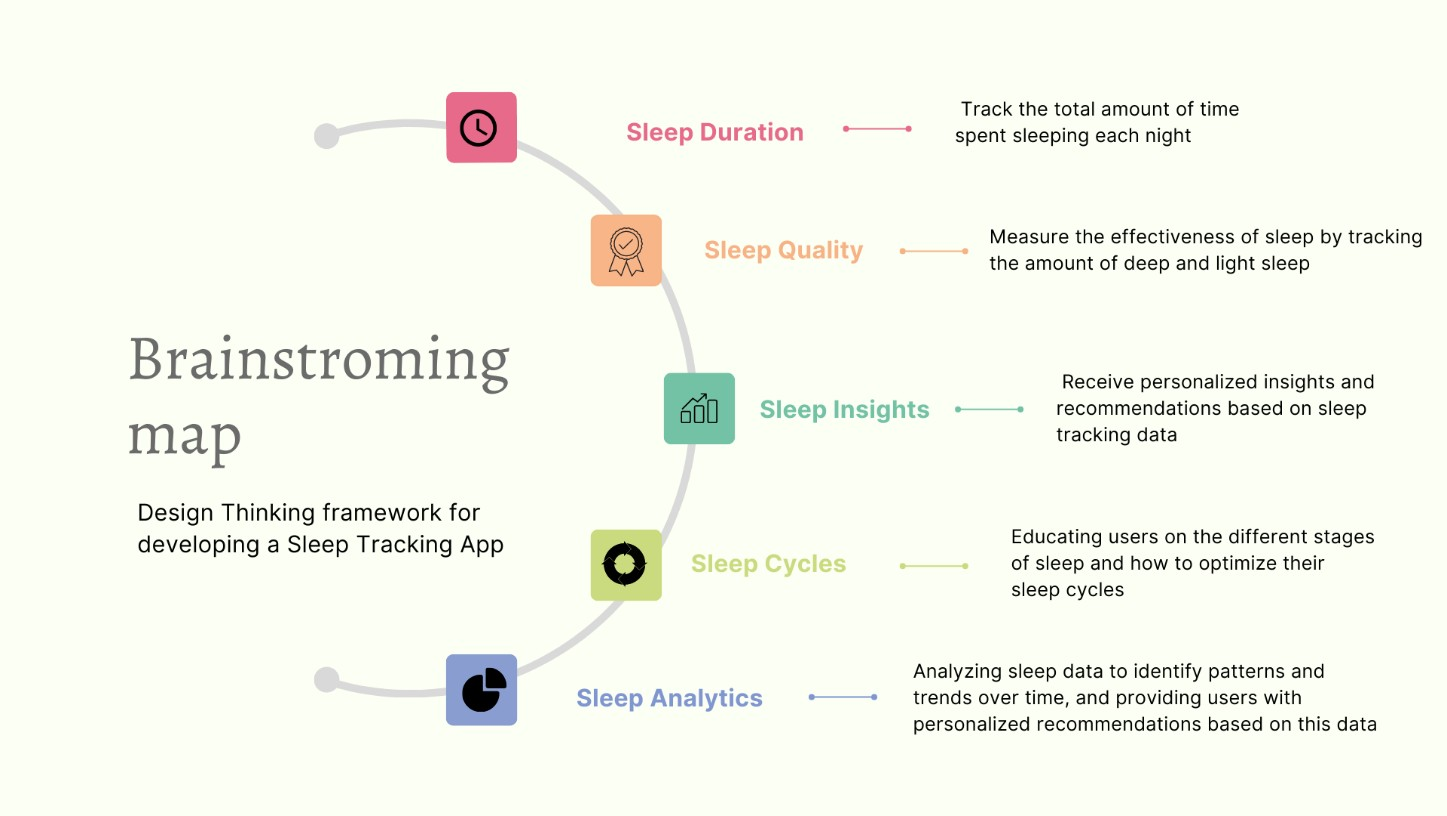 Brainstroming
map
Design Thinking framework for
developing a Sleep Tracking App
Sleep Duration
Track the total amount of time
spent sleeping each night
Sleep Quality
Measure the effectiveness of sleep by tracking
the amount of deep and light sleep
Sleep Insights
Receive personalized insights and
recommendations based on sleep
tracking data
Sleep Cycles
Educating users on the different stages
of sleep and how to optimize their
sleep cycles
Sleep Analytics
Analyzing sleep data to identify patterns and
trends over time, and providing users with
personalized recommendations based on this data